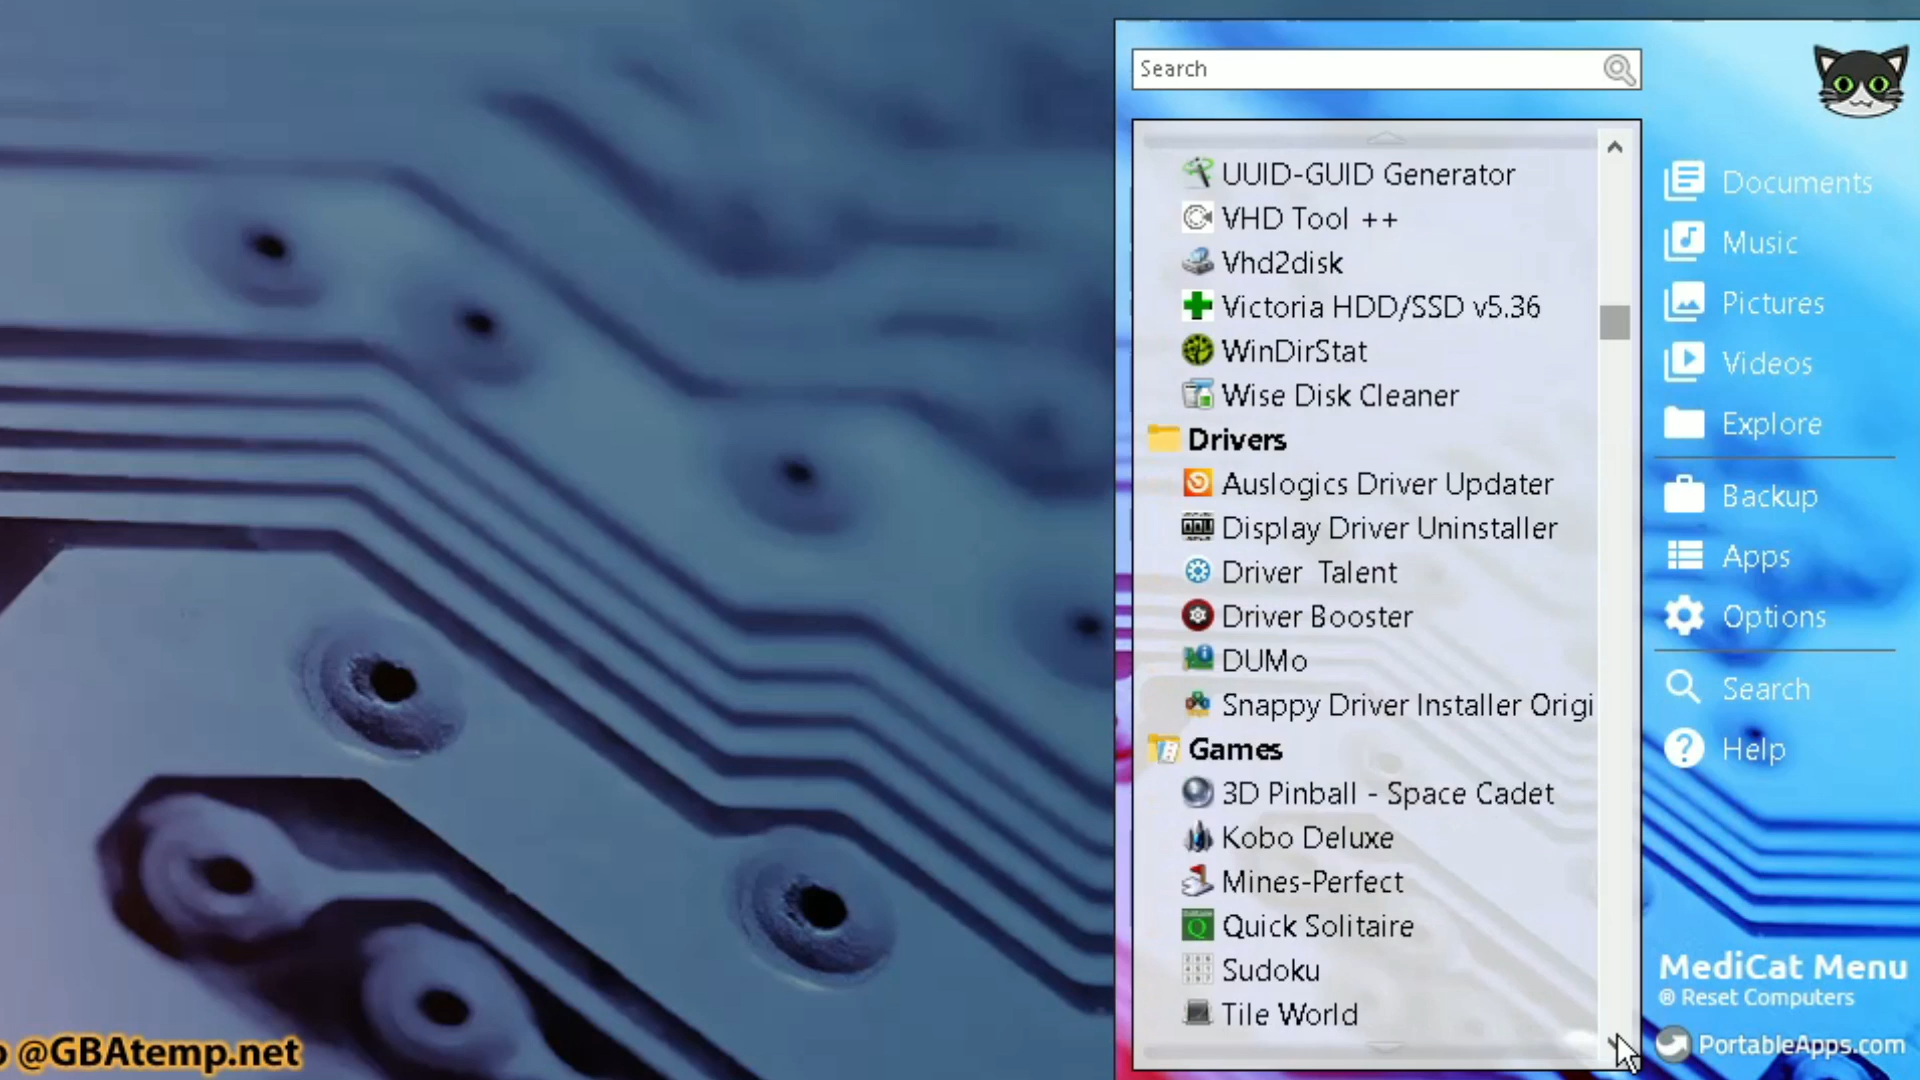 Search
UUID-GUID Generator
VHD Tool ++
Vhd2disk
Victoria HDD/SSD v5.36
WinDirStat
Wise Disk Cleaner
Drivers
Auslogics Driver Updater
Display Driver Uninstaller
Driver Talent
Driver Booster
DUMo
Snappy Driver Installer Origi
Games
3D Pinball - Space Cadet
Kobo Deluxe
Mines-Perfect
Quick Solitaire
Sudoku
Tile World
Documents
Music
Pictures
Videos
Explore
Backup
Apps
Options
Search
Help
MediCat Menu
® Reset Computers
PortableApps.com
@GBAtemp.net